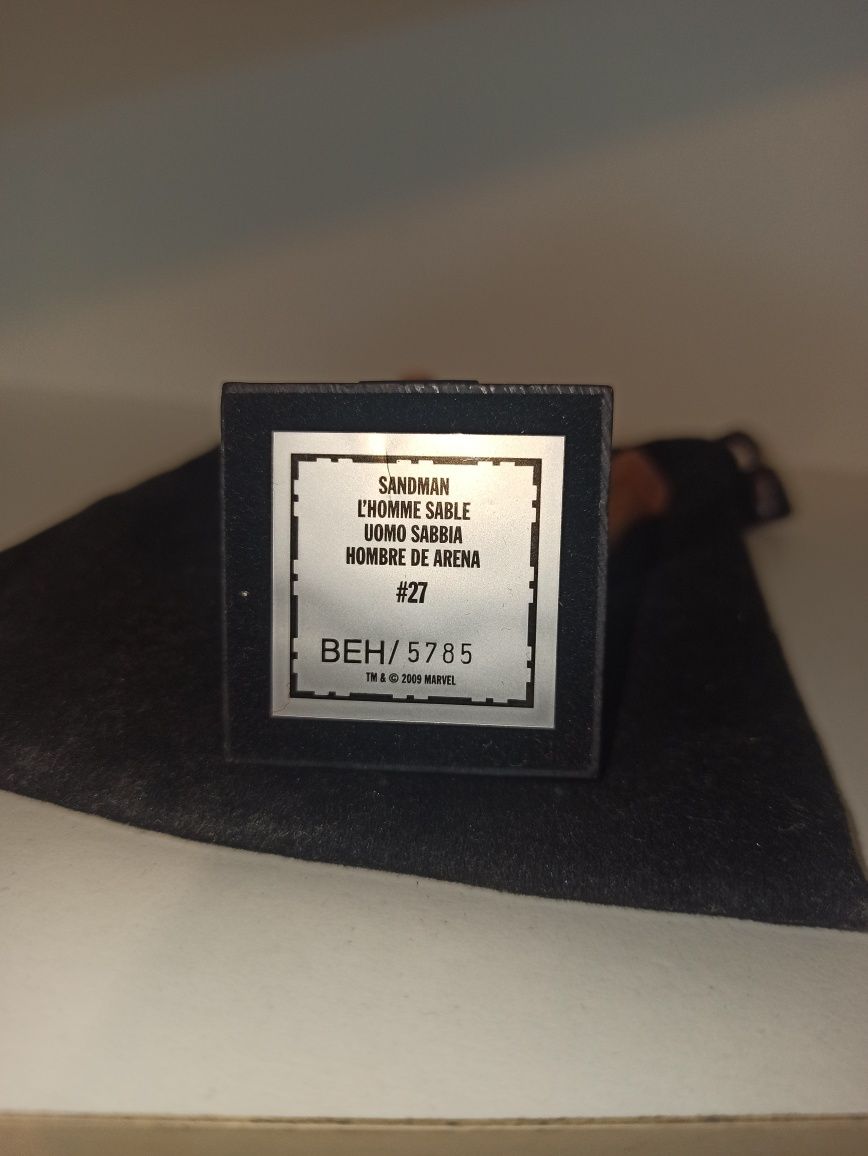 SANDMAN
L'HOMME SABLE
UOMO SABBIA
HOMBRE DE ARENA
#27
BEH/5785
TM & © 2009 MARVEL